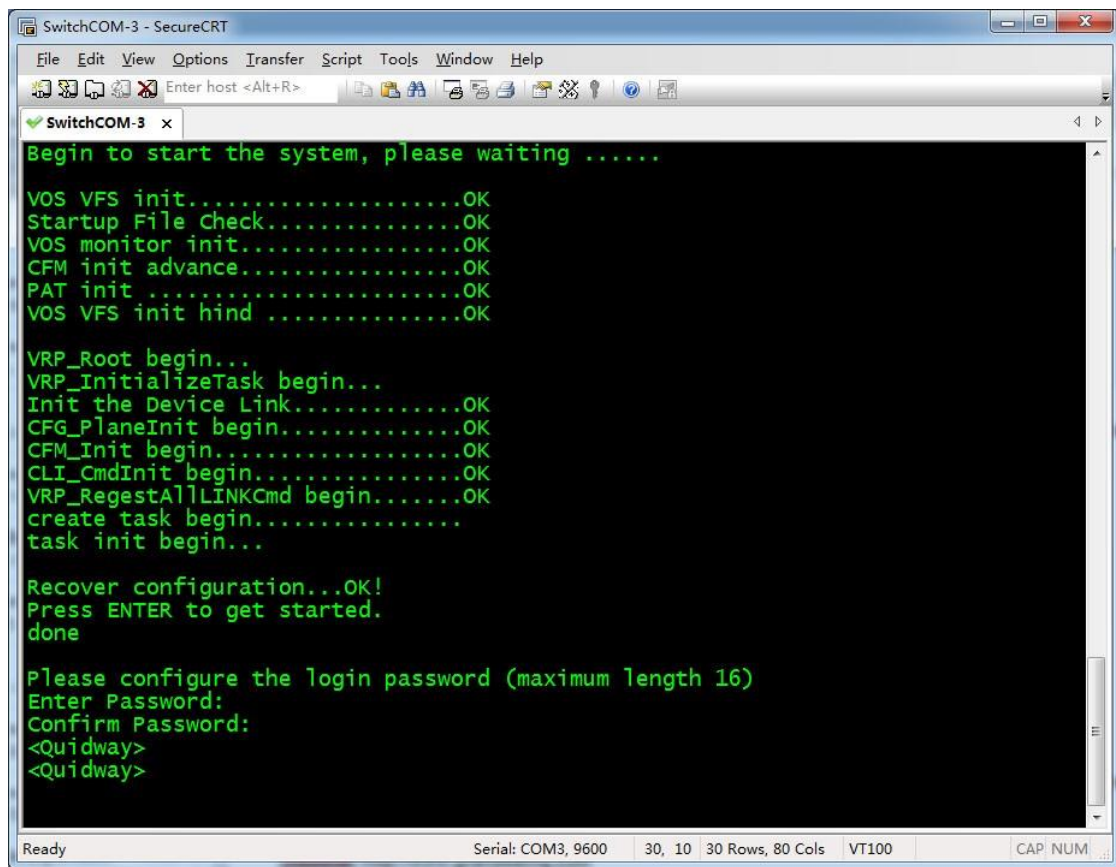 SwitchCOM-3 - SecureCRT
File Edit View Options Transfer Script Tools Window Help
Enter host <Alt+R>
SwitchCOM-3 x
Begin to start the system, please waiting ......
VOS VFS init.....................OK
Startup File Check...............OK
VOS monitor init.................OK
CFM init advance.................OK
PAT init ........................OK
VOS VFS init hind ...............OK
VRP_Root begin...
VRP_InitializeTask begin...
Init the Device Link.............OK
CFG_PlaneInit begin..............OK
CFM_Init begin...................OK
CLI_CmdInit begin................OK
VRP_RegestAllLINKCmd begin.......OK
create task begin................
task init begin...
Recover configuration...OK!
Press ENTER to get started.
done
Please configure the login password (maximum length 16)
Enter Password:
Confirm Password:
<Quidway>
<Quidway>
Ready Serial: COM3, 9600 30, 10 30 Rows, 80 Cols VT100 CAP NUM